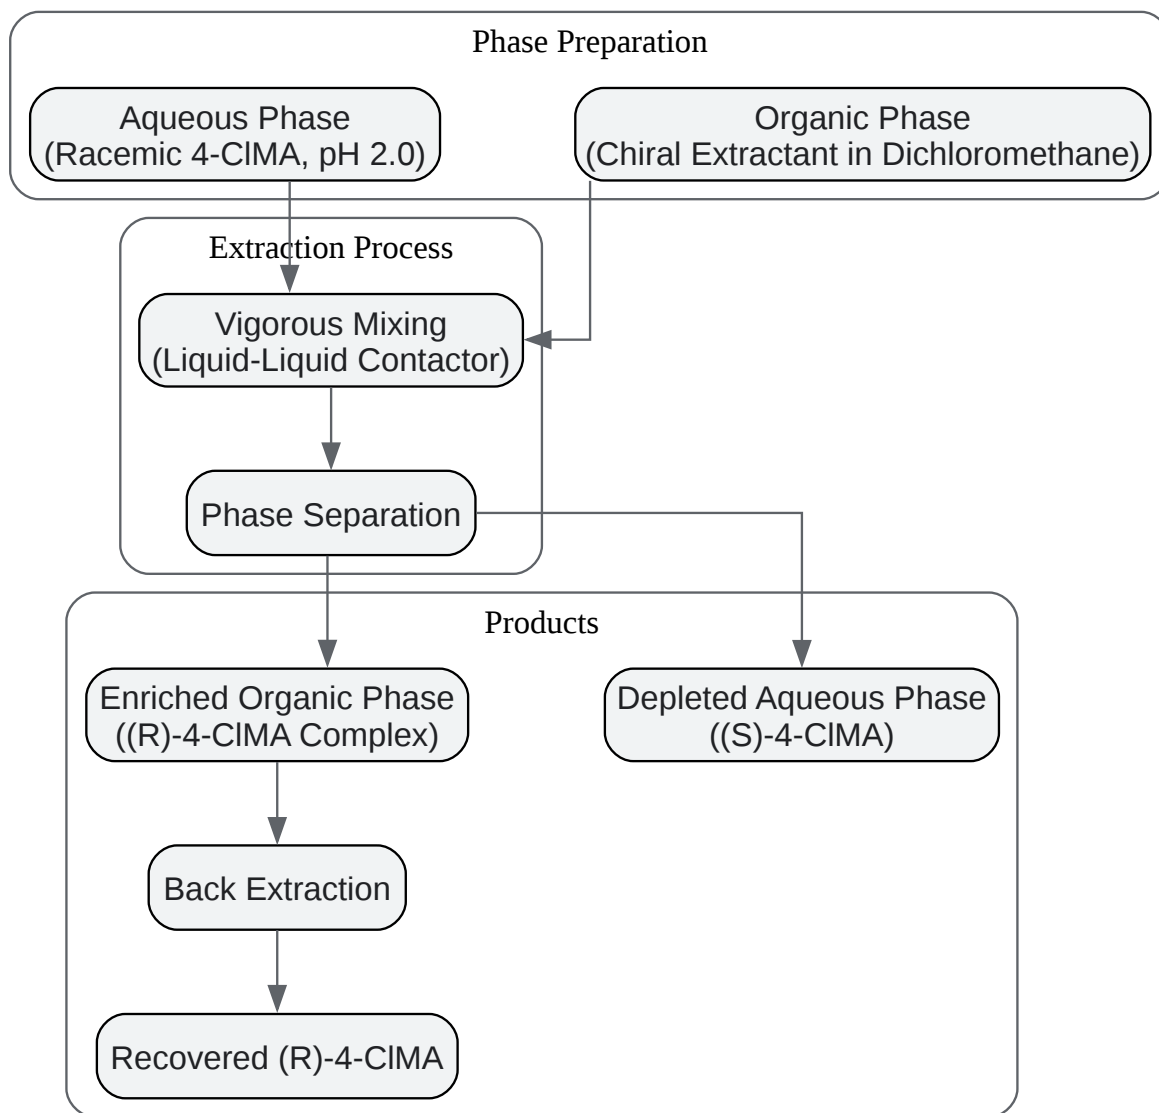 Phase Preparation
Aqueous Phase
(Racemic 4-ClMA, pH 2.0)
Organic Phase
(Chiral Extractant in Dichloromethane)
Extraction Process
Vigorous Mixing
(Liquid-Liquid Contactor)
Phase Separation
Products
Enriched Organic Phase
((R)-4-ClMA Complex)
Depleted Aqueous Phase
((S)-4-ClMA)
Back Extraction
Recovered (R)-4-ClMA